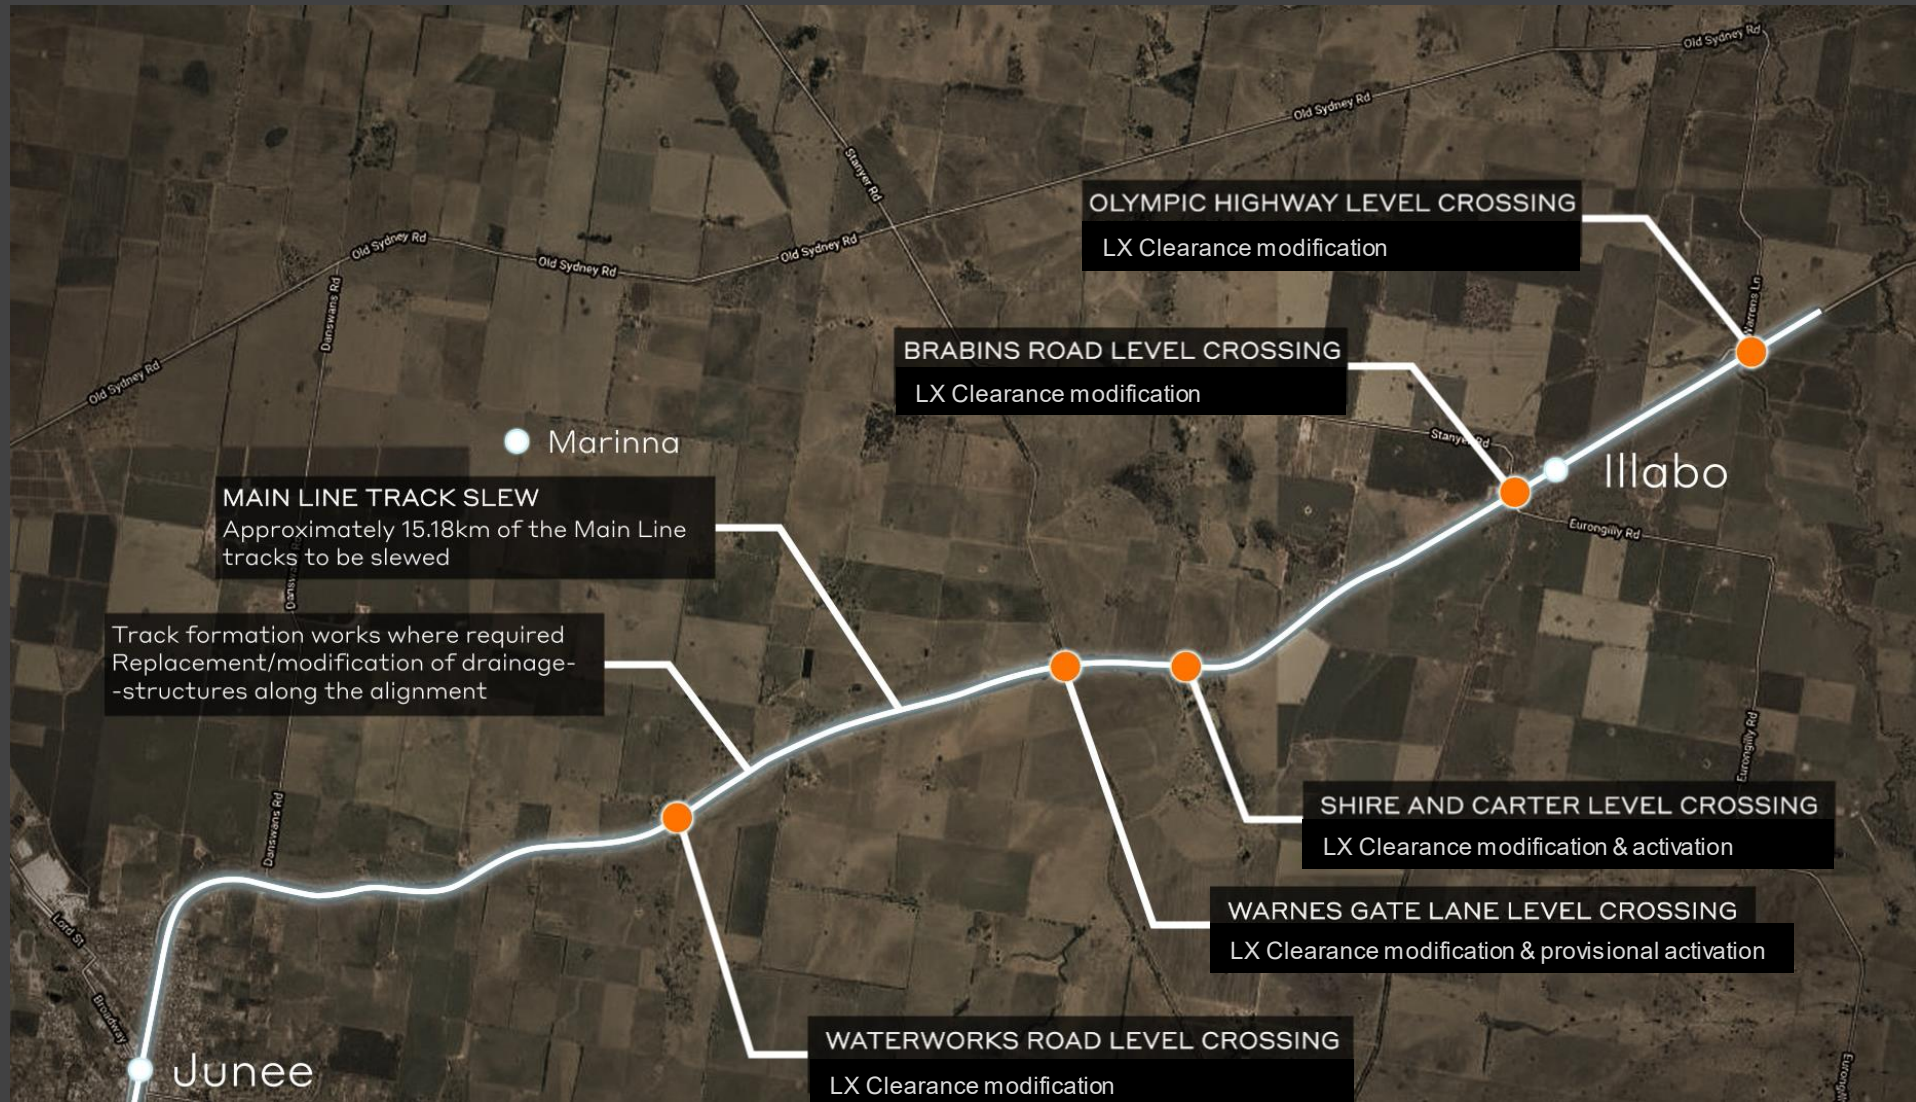 Old Sydney Rd
Old Sydney Rd
Stanyer Rd
OLYMPIC HIGHWAY LEVEL CROSSING
LX Clearance modification
Old Sydney Rd
Old Sydney Rd
Old Sydney Rd
Danswans Rd
Warrens Ln
BRABINS ROAD LEVEL CROSSING
LX Clearance modification
Old Sydney Rd
Marinna
Stanyer Rd
Illabo
MAIN LINE TRACK SLEW
Approximately 15.18km of the Main Line
tracks to be slewed
Eurongilly Rd
Track formation works where required
Replacement/modification of drainage-
-structures along the alignment
Eurongilly Rd
SHIRE AND CARTER LEVEL CROSSING
LX Clearance modification & activation
Danswans Rd
WARNES GATE LANE LEVEL CROSSING
LX Clearance modification & provisional activation
Lord St
Broadway
WATERWORKS ROAD LEVEL CROSSING
LX Clearance modification
Junee